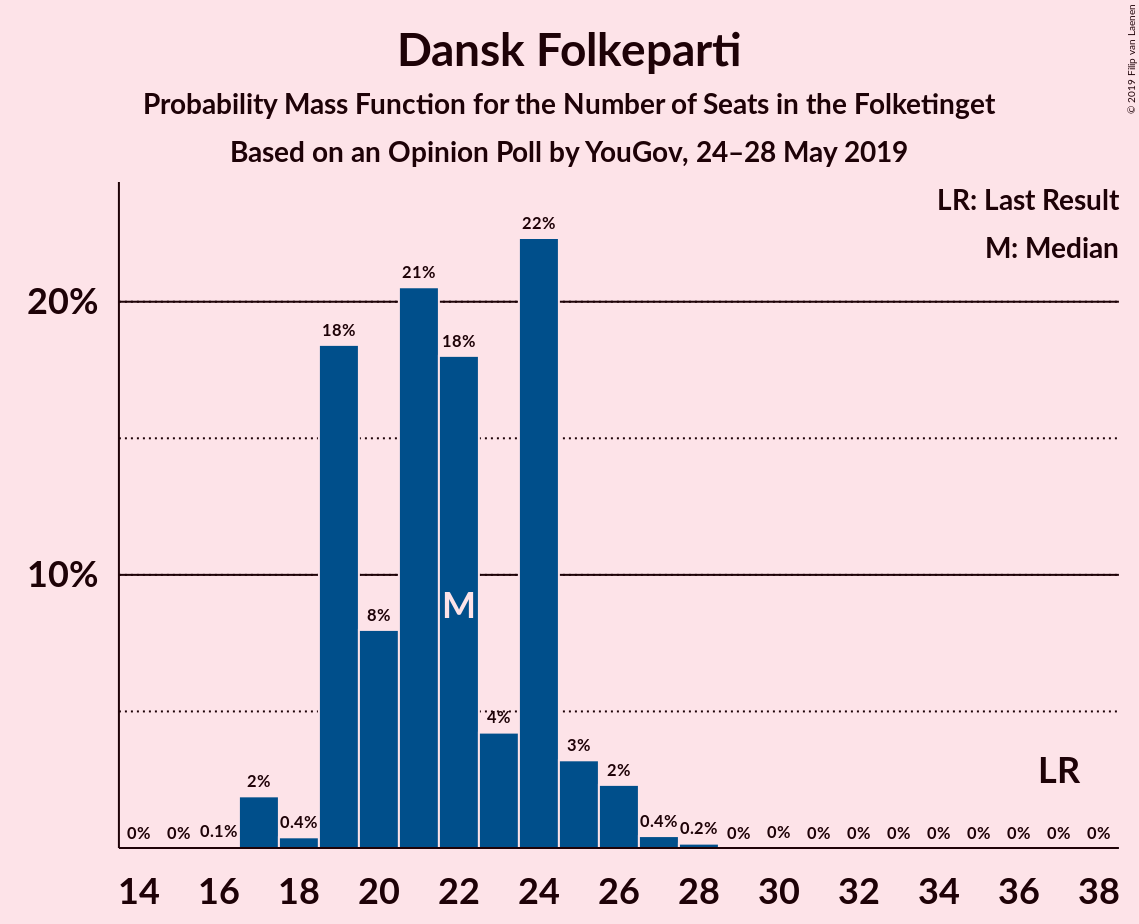 Dansk Folkeparti
Probability Mass Function for the Number of Seats in the Folketinget
Based on an Opinion Poll by YouGov, 24–28 May 2019
© 2019 Filip van Laenen
LR: Last Result
M: Median
20%
10%
0% 0% 0.1% 2% 0.4% 18% 8% 21% 18% 4% 22% 3% 2% 0.4% 0.2% 0% 0% 0% 0% 0% 0% 0% 0% 0% 0%
M
LR
14 16 18 20 22 24 26 28 30 32 34 36 38